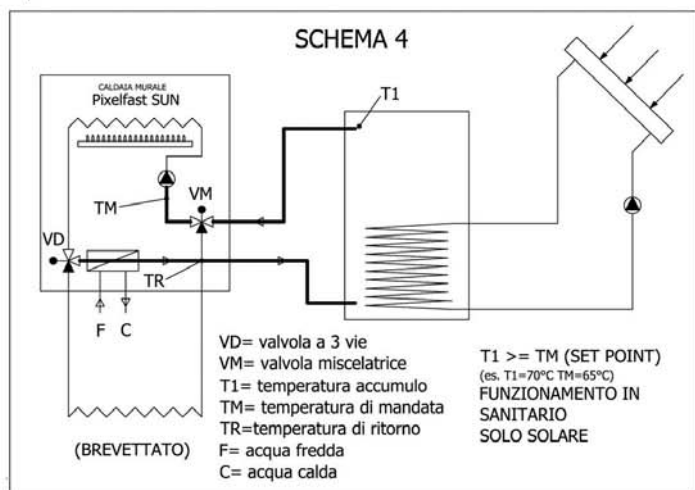 SCHEMA 4
CALDAIA MURALE
Pixelfast SUN
T1
VM
TM
VD
TR
F C
VD= valvola a 3 vie
VM= valvola miscelatrice
T1= temperatura accumulo
TM= temperatura di mandata
TR=temperatura di ritorno
F= acqua fredda
C= acqua calda
(BREVETTATO)
T1 >= TM (SET POINT)
(es. T1=70°C TM=65°C)
FUNZIONAMENTO IN
SANITARIO
SOLO SOLARE